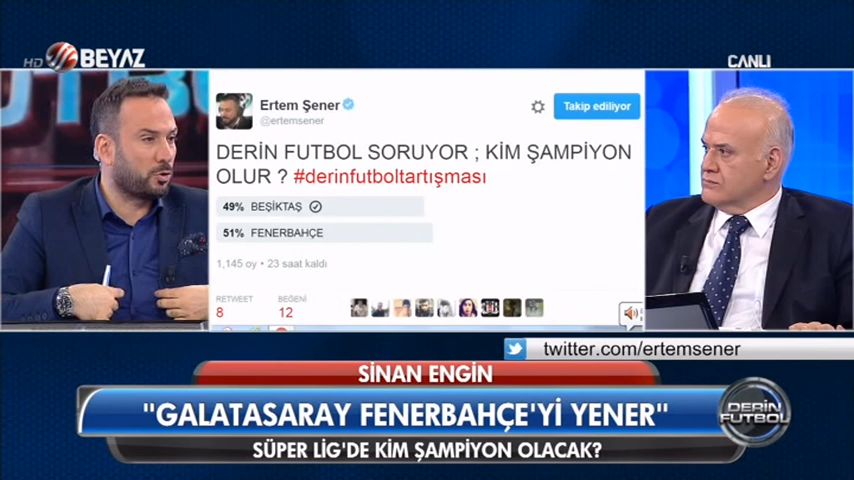 HD BEYAZ
CANLI
FUTBOL
Ertem Şener
@ertemsener
Takip ediliyor
DERİN FUTBOL SORUYOR ; KİM ŞAMPİYON
OLUR ? #derinfutboltartışması
49% BEŞİKTAŞ
51% FENERBAHÇE
1,145 oy • 23 saat kaldı
RETWEET BEĞENİ
8 12
twitter.com/ertemsener
SİNAN ENGİN
"GALATASARAY FENERBAHÇE'Yİ YENER"
DERİN
FUTBOL
SÜPER LİG'DE KİM ŞAMPİYON OLACAK?